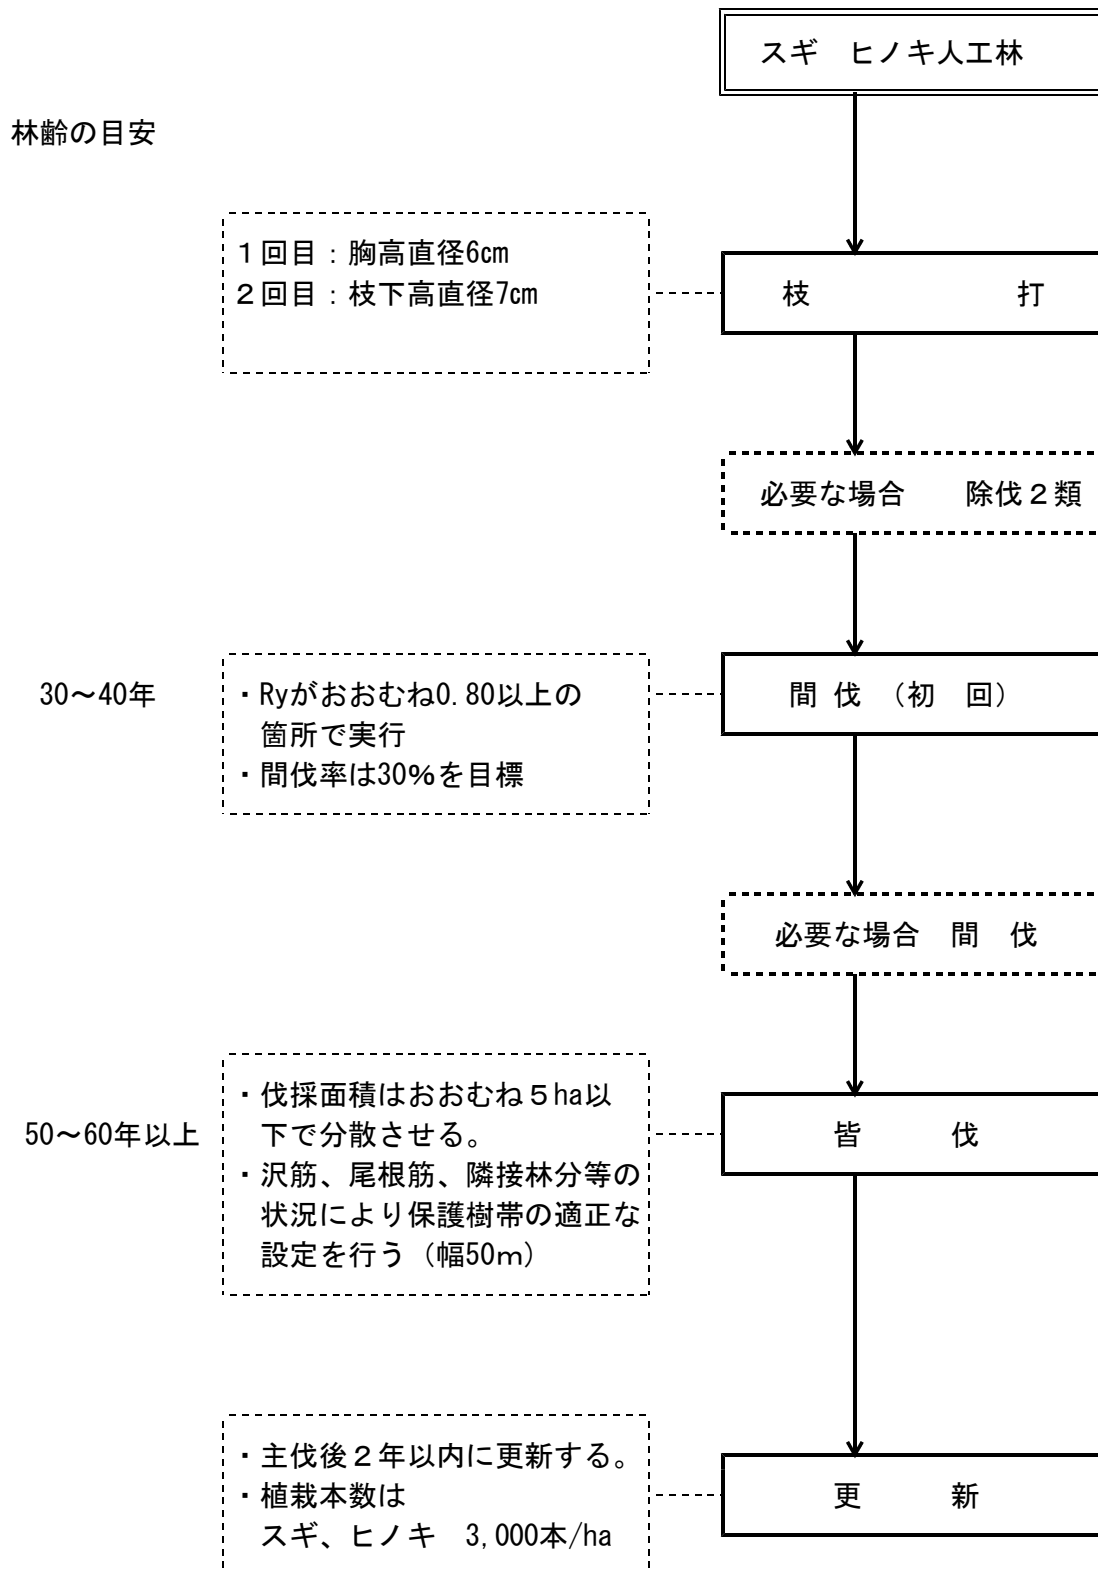 スギ　ヒノキ人工林
林齢の目安
１回目：胸高直径6㎝
２回目：枝下高直径7㎝
枝　　　　　　　打
必要な場合　　除伐２類
30～40年
・Ryがおおむね0.80以上の
箇所で実行
・間伐率は30％を目標
間 伐 （初　回）
必要な場合　間　伐
50～60年以上
・伐採面積はおおむね５ha以
下で分散させる。
・沢筋、尾根筋、隣接林分等の
状況により保護樹帯の適正な
設定を行う（幅50ｍ）
皆　　　伐
・主伐後２年以内に更新する。
・植栽本数は
スギ、ヒノキ　3,000本/ha
更　　　新